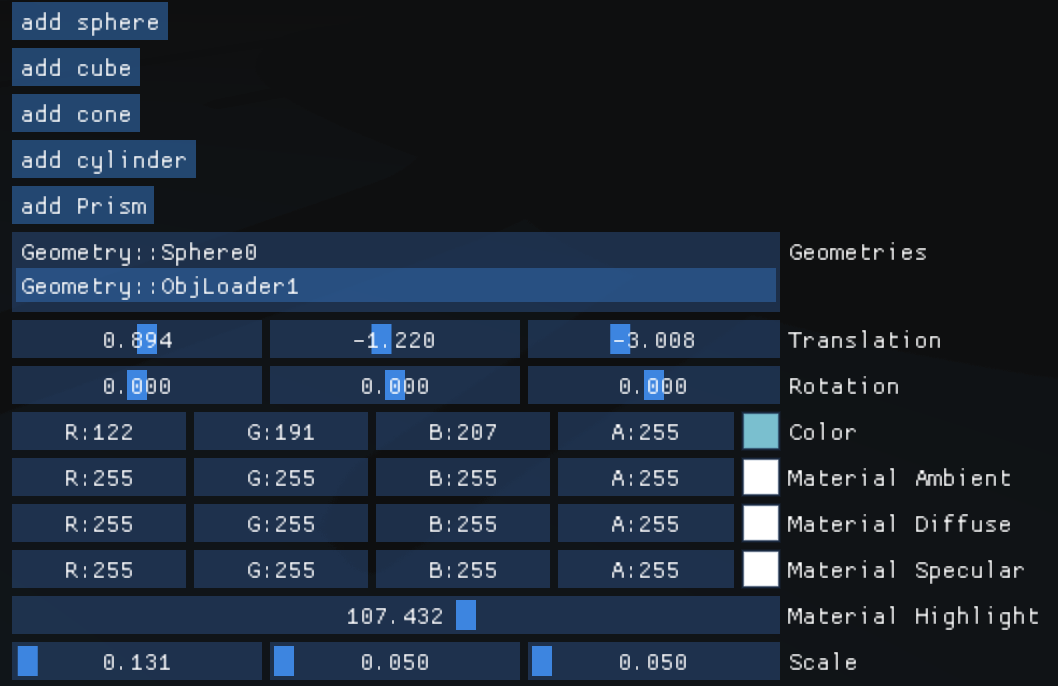 add sphere
add cube
add cone
add cylinder
add Prism
Geometry::Sphere0 Geometries
Geometry::ObjLoader1
0.894 -1.220 -3.008 Translation
0.000 0.000 0.000 Rotation
R:122 G:191 B:207 A:255 Color
R:255 G:255 B:255 A:255 Material Ambient
R:255 G:255 B:255 A:255 Material Diffuse
R:255 G:255 B:255 A:255 Material Specular
107.432 Material Highlight
0.131 0.050 0.050 Scale